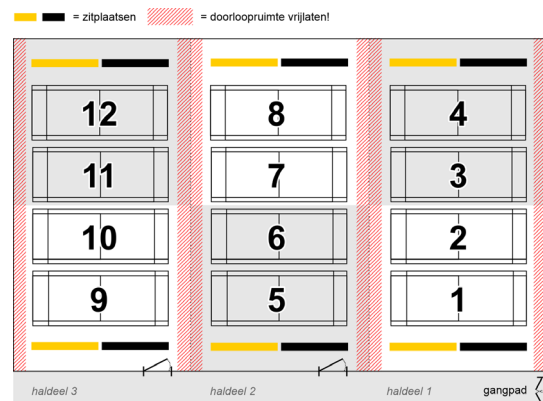 = zitplaatsen = doorloopruimte vrijlaten!
12 8 4
11 7 3
10 6 2
9 5 1
haldeel 3 haldeel 2 haldeel 1 gangpad